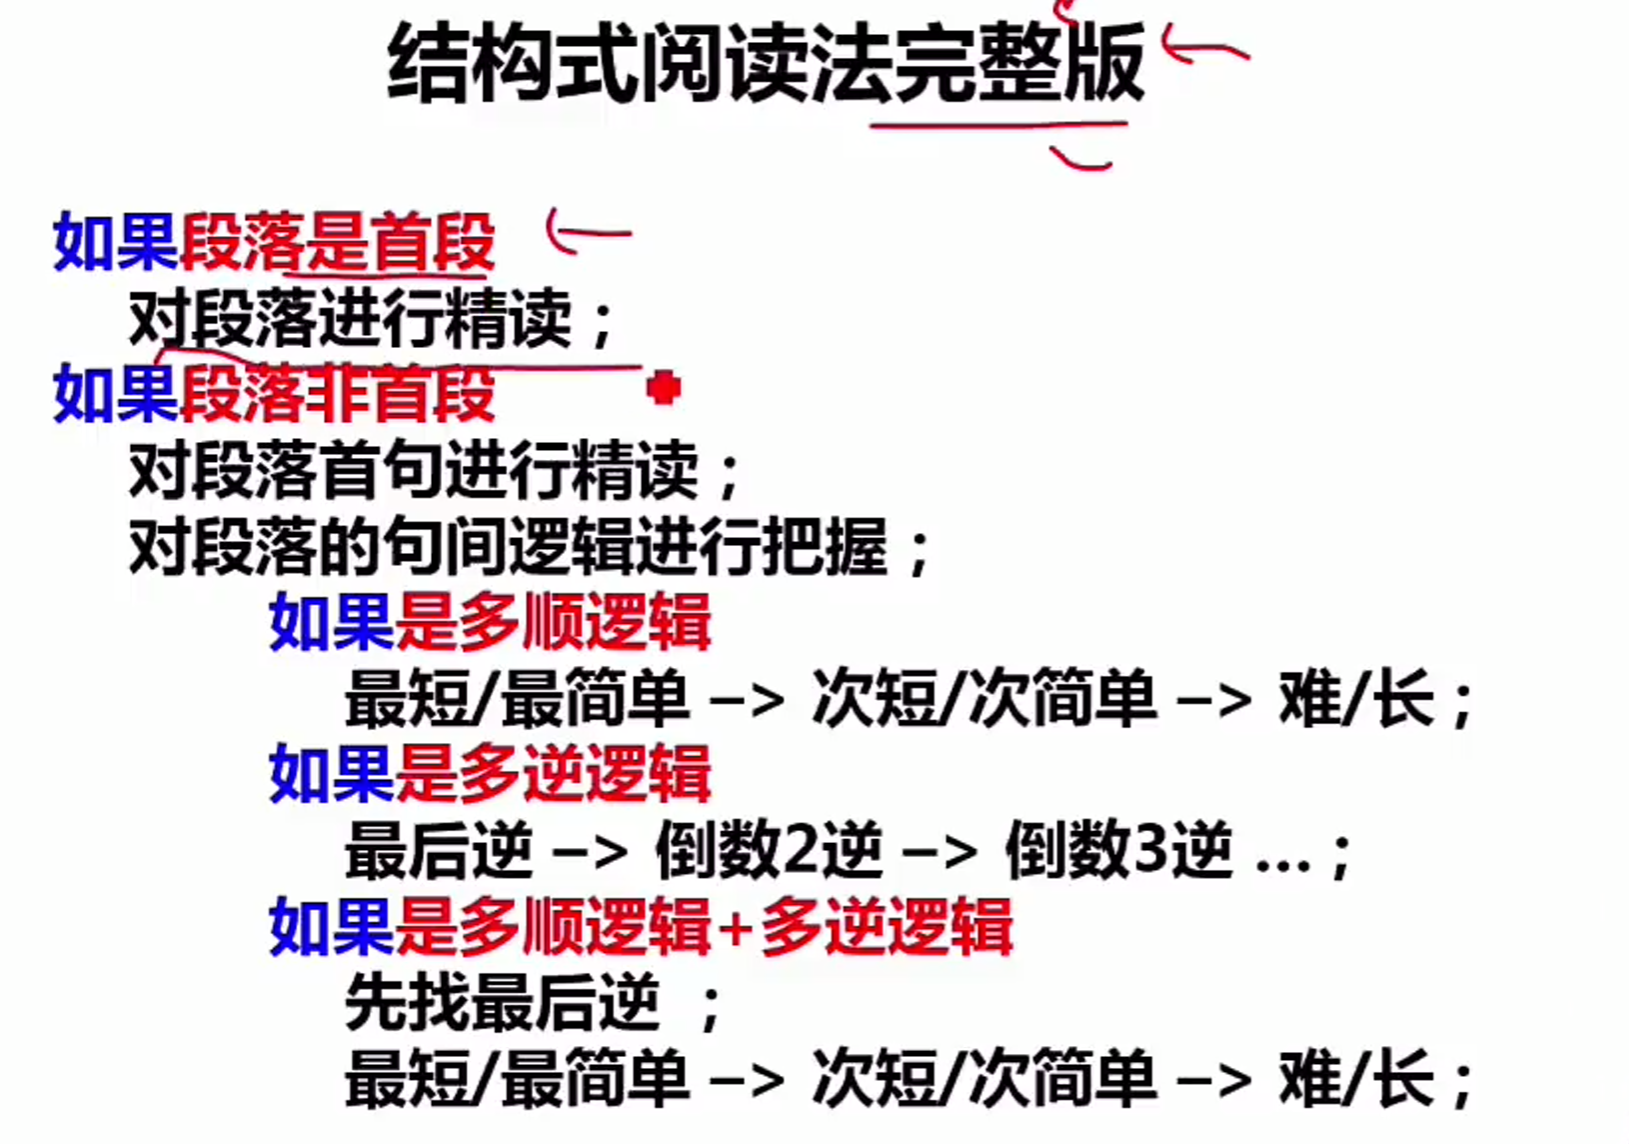 结构式阅读法完整版
如果段落是首段
对段落进行精读；
如果段落非首段
对段落首句进行精读；
对段落的句间逻辑进行把握；
如果是多顺逻辑
最短/最简单 –> 次短/次简单 –> 难/长；
如果是多逆逻辑
最后逆 –> 倒数2逆 –> 倒数3逆 ...；
如果是多顺逻辑+多逆逻辑
先找最后逆 ；
最短/最简单 –> 次短/次简单 –> 难/长；